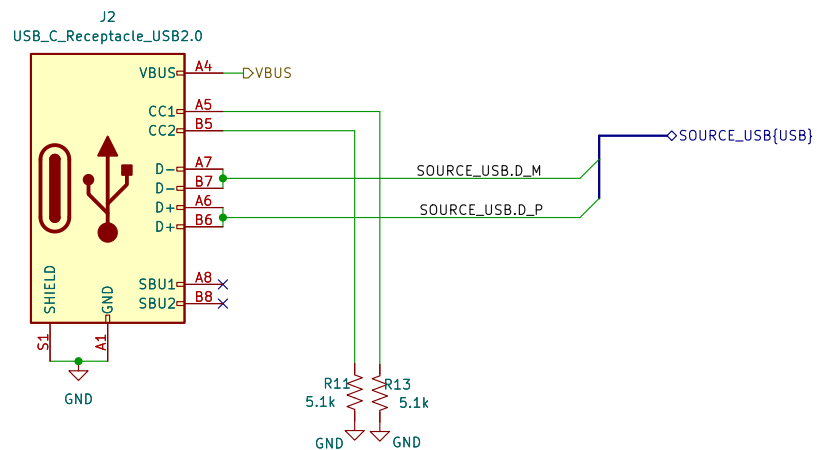 J2
USB_C_Receptacle_USB2.0
VBUS A4 VBUS
CC1 A5
CC2 B5
SOURCE_USB{USB}
D- A7 SOURCE_USB.D_M
D- B7
D+ A6 SOURCE_USB.D_P
D+ B6
SBU1 A8
SBU2 B8
SHIELD GND
S1 A1
GND
R11 R13
5.1k 5.1k
GND GND